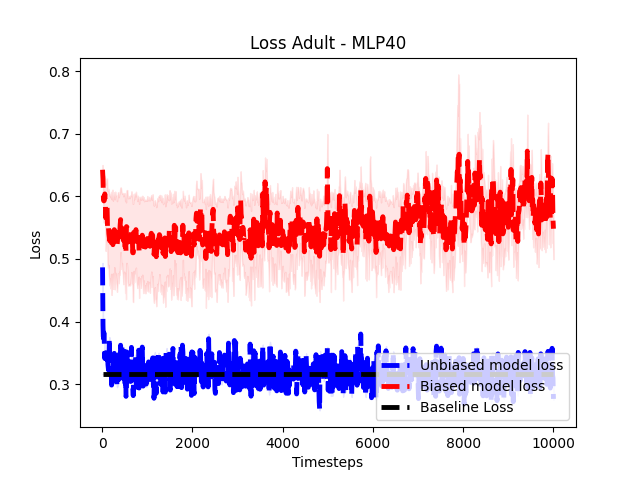 Loss Adult - MLP40
0.8
0.7
0.6
0.5
0.4
0.3
Loss
Unbiased model loss
Biased model loss
Baseline Loss
0
2000
4000
6000
8000
10000
Timesteps